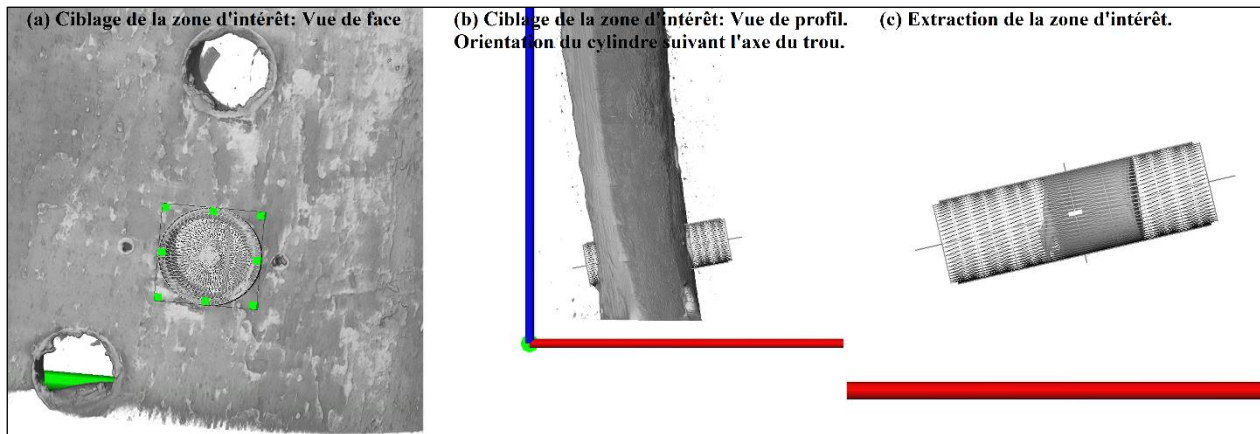 (a) Ciblage de la zone d'intérêt: Vue de face
(b) Ciblage de la zone d'intérêt: Vue de profil.
Orientation du cylindre suivant l'axe du trou.
(c) Extraction de la zone d'intérêt.